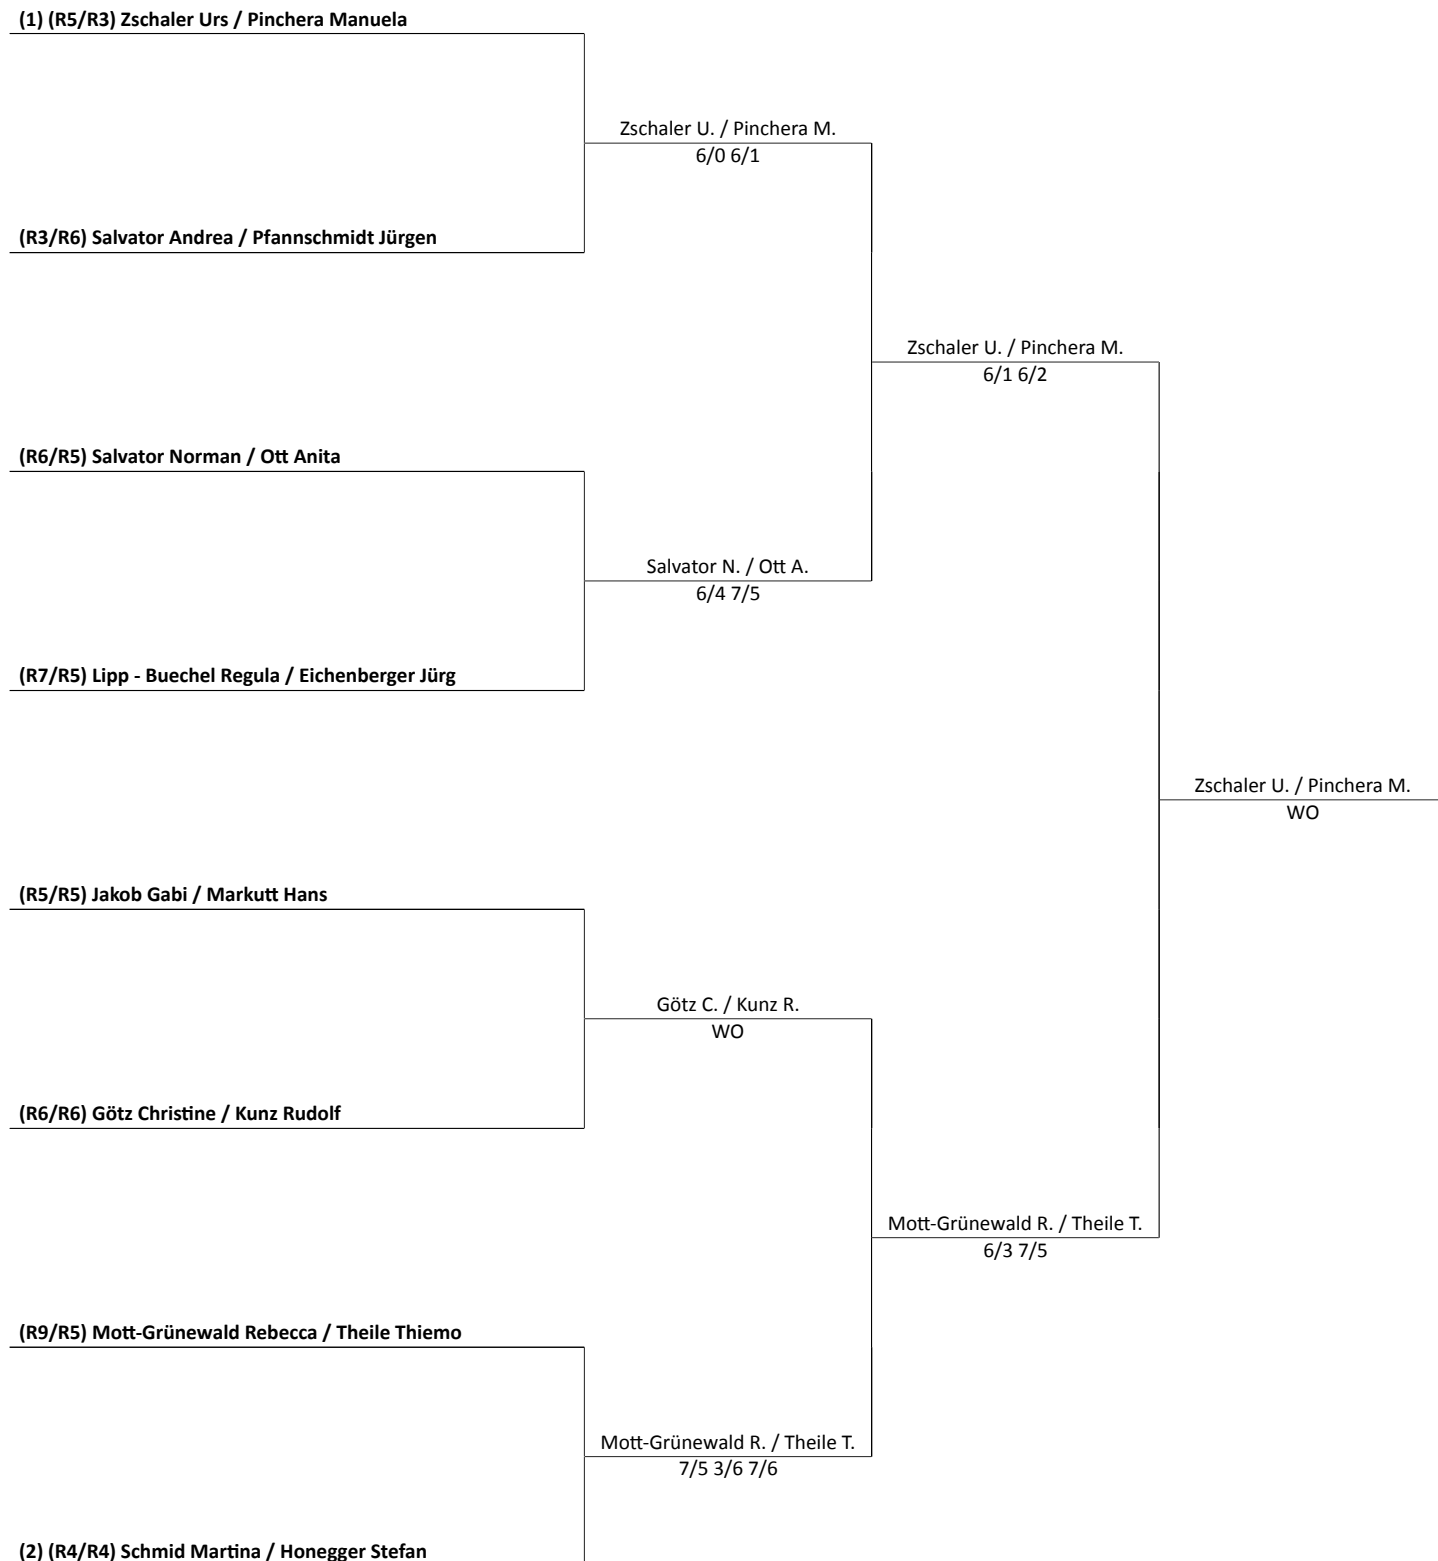 (1) (R5/R3) Zschaler Urs / Pinchera Manuela
Zschaler U. / Pinchera M.
6/0 6/1
(R3/R6) Salvator Andrea / Pfannschmidt Jürgen
Zschaler U. / Pinchera M.
6/1 6/2
(R6/R5) Salvator Norman / Ott Anita
Salvator N. / Ott A.
6/4 7/5
(R7/R5) Lipp - Buechel Regula / Eichenberger Jürg
Zschaler U. / Pinchera M.
WO
(R5/R5) Jakob Gabi / Markutt Hans
Götz C. / Kunz R.
WO
(R6/R6) Götz Christine / Kunz Rudolf
Mott-Grünewald R. / Theile T.
6/3 7/5
(R9/R5) Mott-Grünewald Rebecca / Theile Thiemo
Mott-Grünewald R. / Theile T.
7/5 3/6 7/6
(2) (R4/R4) Schmid Martina / Honegger Stefan